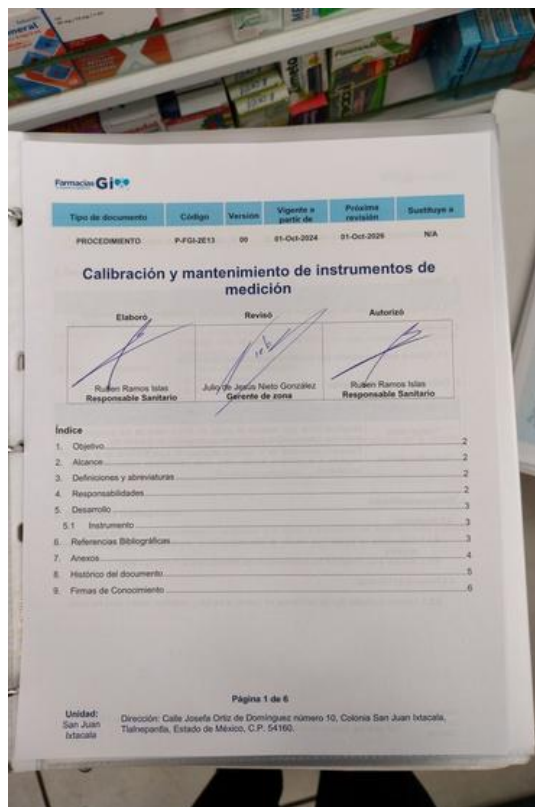 Farmacias Gi
Tipo de documento Código Versión Vigente a partir de Próxima revisión Sustituye a
PROCEDIMIENTO P-FGI-2E13 00 01-Oct-2024 01-Oct-2026 N/A
Calibración y mantenimiento de instrumentos de
medición
Elaboró Revisó Autorizó
Ruben Ramos Islas Julio de Jesús Nieto González Ruben Ramos Islas
Responsable Sanitario Gerente de zona Responsable Sanitario
Índice
1. Objetivo 2
2. Alcance 2
3. Definiciones y abreviaturas 2
4. Responsabilidades 2
5. Desarrollo 3
5.1 Instrumento 3
6. Referencias Bibliográficas 3
7. Anexos 4
8. Histórico del documento 5
9. Firmas de Conocimiento 6
Página 1 de 6
Unidad:
San Juan
Ixtacala
Dirección: Calle Josefa Ortiz de Domínguez número 10, Colonia San Juan Ixtacala,
Tlalnepantla, Estado de México, C.P. 54160.